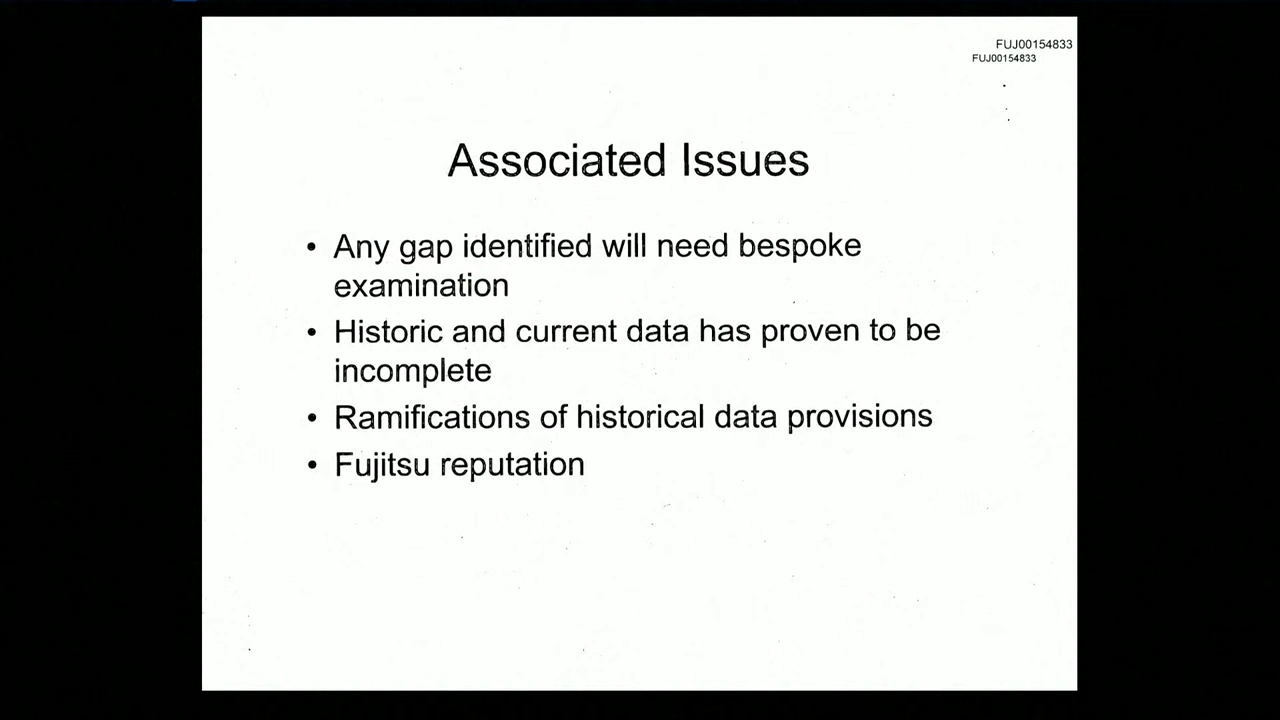 FUJ00154833
FUJ00154833
Associated Issues
• Any gap identified will need bespoke
examination
• Historic and current data has proven to be
incomplete
• Ramifications of historical data provisions
• Fujitsu reputation